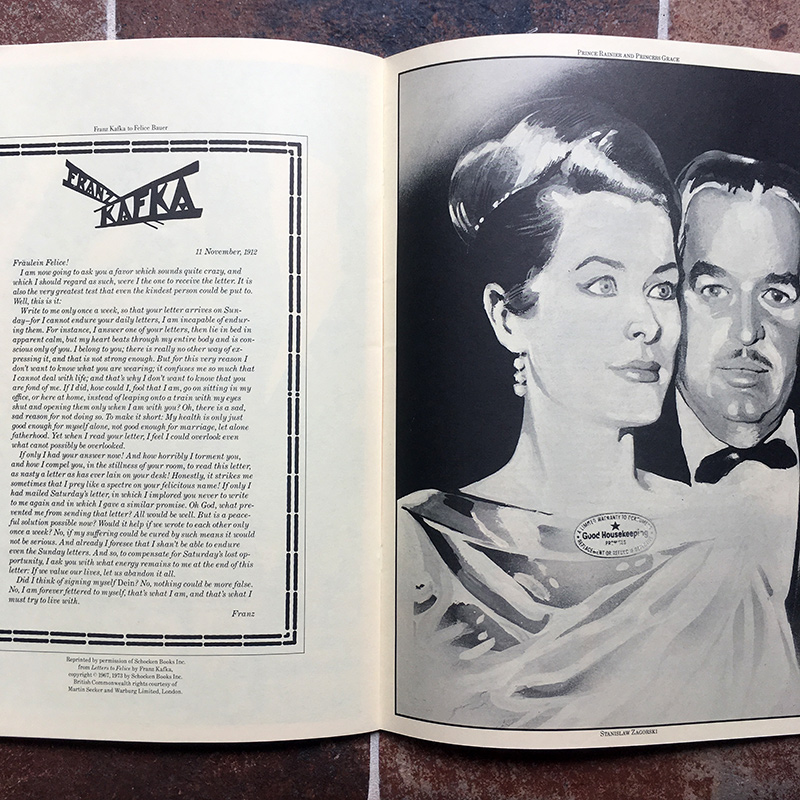 Franz Kafka to Felice Bauer
FRANZ
KAFKA
11 November, 1912
Fräulein Felice!
I am now going to ask you a favor which sounds quite crazy, and
which I should regard as such, were I the one to receive the letter. It is
also the very greatest test that even the kindest person could be put to.
Well, this is it:
Write to me only once a week, so that your letter arrives on Sun-
day—for I cannot endure your daily letters, I am incapable of endur-
ing them. For instance, I answer one of your letters, then lie in bed in
apparent calm, but my heart beats through my entire body and is con-
scious only of you. I belong to you; there is really no other way of ex-
pressing it, and that is not strong enough. But for this very reason I
don't want to know what you are wearing; it confuses me so much that
I cannot deal with life; and that's why I don't want to know that you
are fond of me. If I did, how could I, fool that I am, go on sitting in my
office, or here at home, instead of leaping onto a train with my eyes
shut and opening them only when I am with you? Oh, there is a sad,
sad reason for not doing so. To make it short: My health is only just
good enough for myself alone, not good enough for marriage, let alone
fatherhood. Yet when I read your letter, I feel I could overlook even
what canot possibly be overlooked.
If only I had your answer now! And how horribly I torment you,
and how I compel you, in the stillness of your room, to read this letter,
as nasty a letter as has ever lain on your desk! Honestly, it strikes me
sometimes that I prey like a spectre on your felicitous name! If only I
had mailed Saturday's letter, in which I implored you never to write
to me again and in which I gave a similar promise. Oh God, what pre-
vented me from sending that letter? All would be well. But is a peace-
ful solution possible now? Would it help if we wrote to each other only
once a week? No, if my suffering could be cured by such means it would
not be serious. And already I foresee that I shan't be able to endure
even the Sunday letters. And so, to compensate for Saturday's lost op-
portunity, I ask you with what energy remains to me at the end of this
letter: If we value our lives, let us abandon it all.
Did I think of signing myself Dein? No, nothing could be more false.
No, I am forever fettered to myself, that's what I am, and that's what I
must try to live with.
Franz
Reprinted by permission of Schocken Books Inc.
from Letters to Felice by Franz Kafka,
copyright © 1967, 1973 by Schocken Books Inc.
British Commonwealth rights courtesy of
Martin Secker and Warburg Limited, London.
PRINCE RAINIER AND PRINCESS GRACE
A LIMITED WARRANTY TO
Good Housekeeping
PROMISES
REPLACEMENT OR REFUND
STANISLAW ZAGORSKI